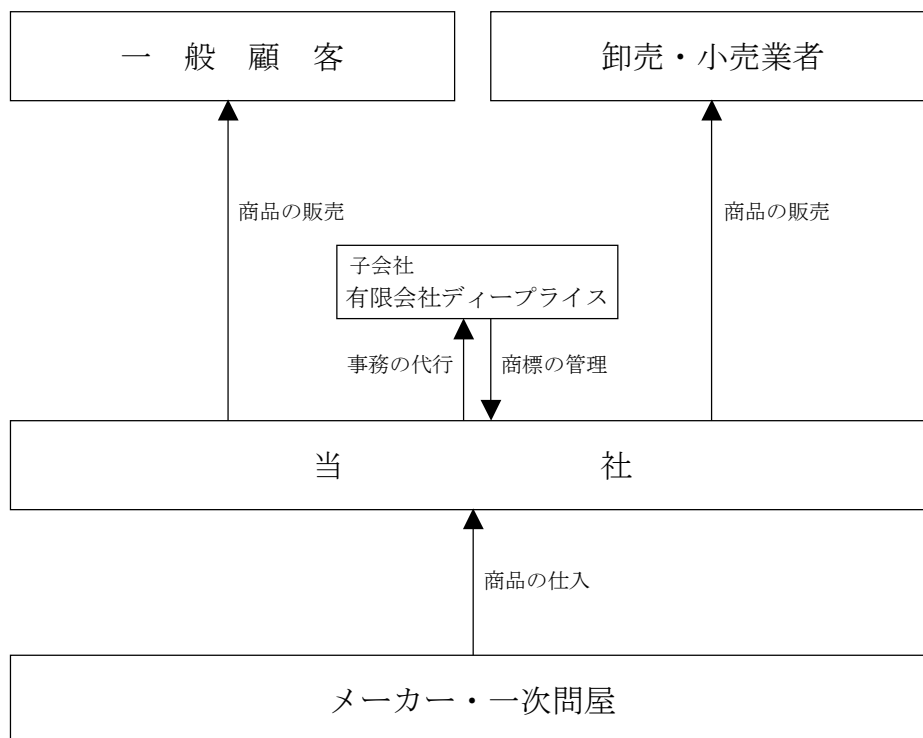 一般顧客
卸売・小売業者
商品の販売
商品の販売
子会社
有限会社ディープライス
事務の代行
商標の管理
当社
商品の仕入
メーカー・一次問屋